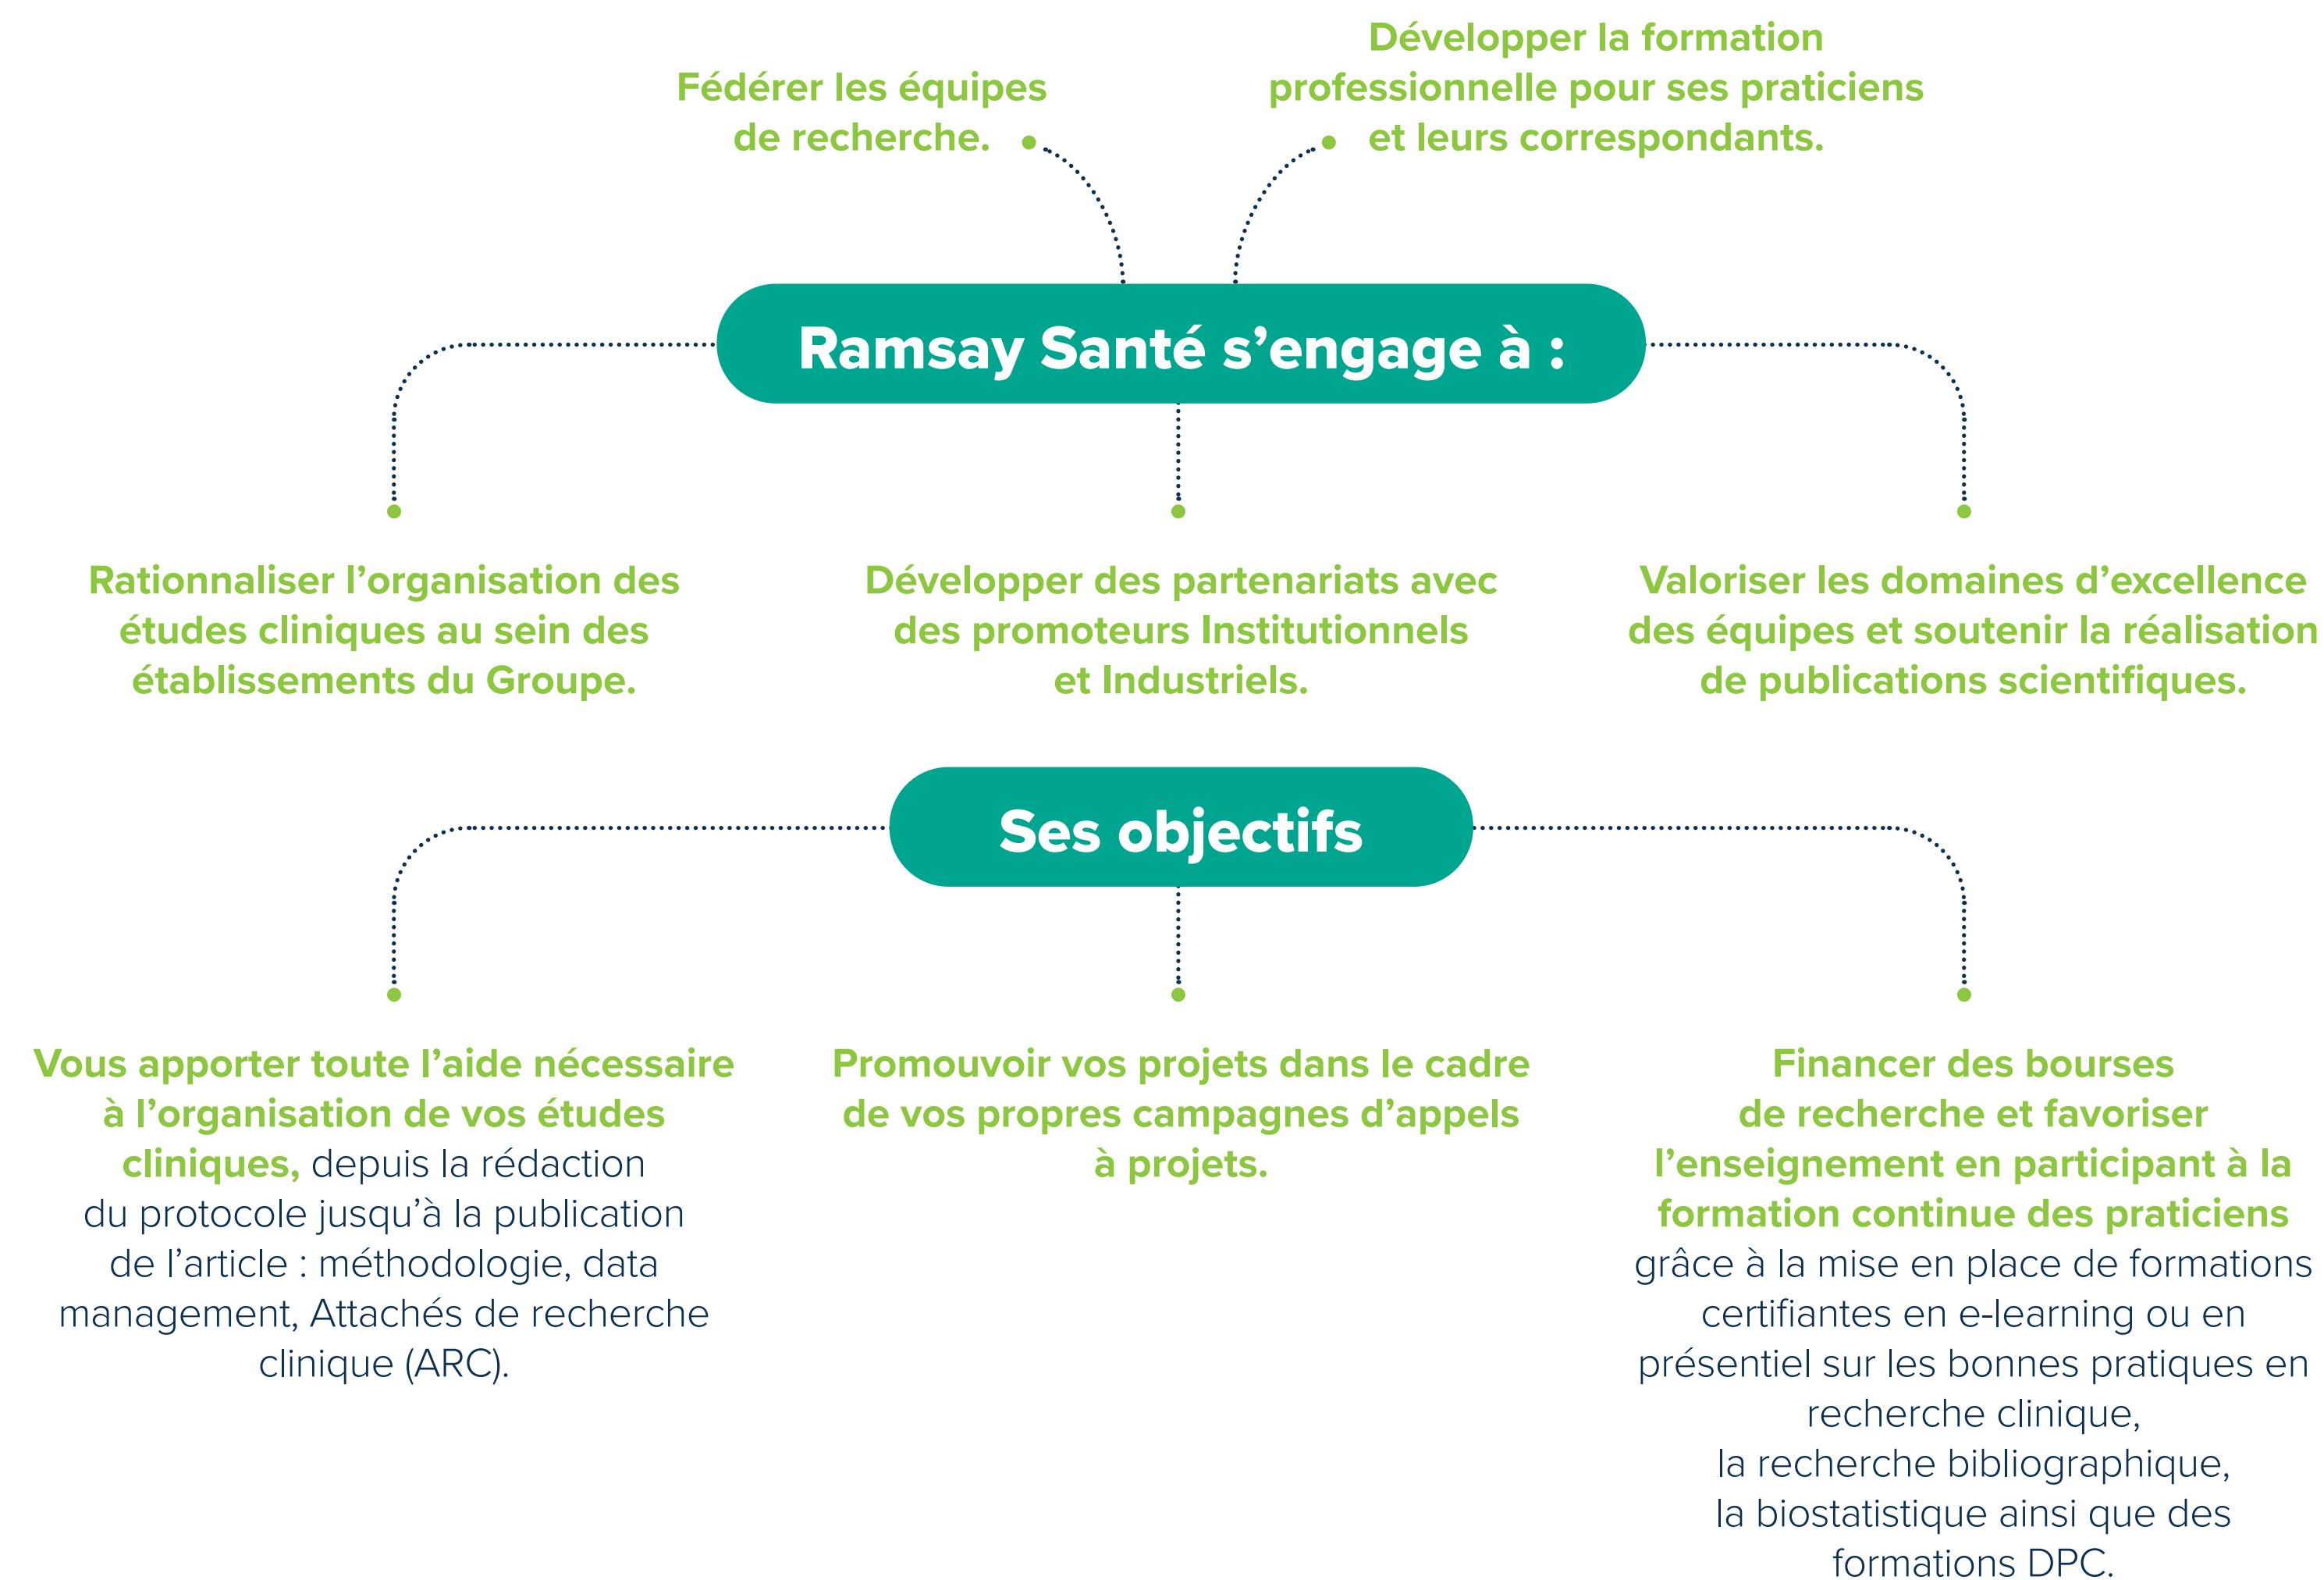 Fédérer les équipes
de recherche.
Développer la formation
professionnelle pour ses praticiens
et leurs correspondants.
Ramsay Santé s’engage à :
Rationnaliser l’organisation des
études cliniques au sein des
établissements du Groupe.
Développer des partenariats avec
des promoteurs Institutionnels
et Industriels.
Valoriser les domaines d’excellence
des équipes et soutenir la réalisation
de publications scientifiques.
Ses objectifs
Vous apporter toute l’aide nécessaire
à l’organisation de vos études
cliniques, depuis la rédaction
du protocole jusqu’à la publication
de l’article : méthodologie, data
management, Attachés de recherche
clinique (ARC).
Promouvoir vos projets dans le cadre
de vos propres campagnes d’appels
à projets.
Financer des bourses
de recherche et favoriser
l’enseignement en participant à la
formation continue des praticiens
grâce à la mise en place de formations
certifiantes en e-learning ou en
présentiel sur les bonnes pratiques en
recherche clinique,
la recherche bibliographique,
la biostatistique ainsi que des
formations DPC.